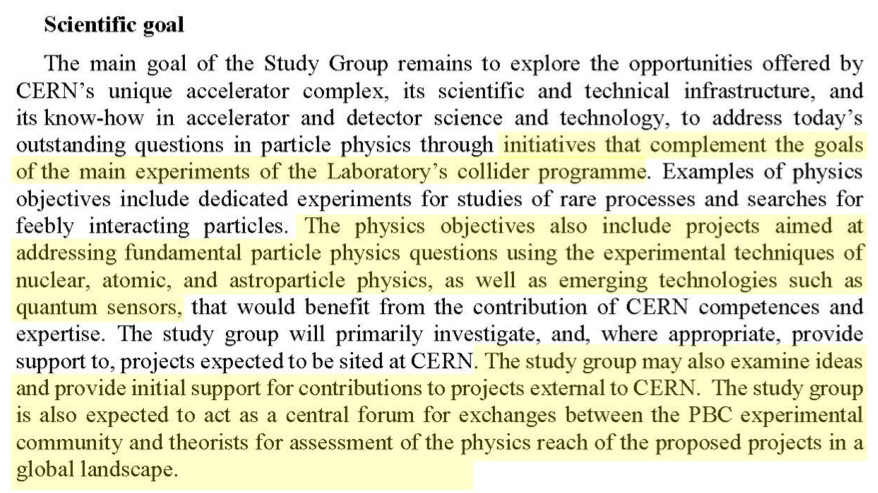 Scientific goal
The main goal of the Study Group remains to explore the opportunities offered by
CERN’s unique accelerator complex, its scientific and technical infrastructure, and
its know-how in accelerator and detector science and technology, to address today’s
outstanding questions in particle physics through initiatives that complement the goals
of the main experiments of the Laboratory’s collider programme. Examples of physics
objectives include dedicated experiments for studies of rare processes and searches for
feebly interacting particles. The physics objectives also include projects aimed at
addressing fundamental particle physics questions using the experimental techniques of
nuclear, atomic, and astroparticle physics, as well as emerging technologies such as
quantum sensors, that would benefit from the contribution of CERN competences and
expertise. The study group will primarily investigate, and, where appropriate, provide
support to, projects expected to be sited at CERN. The study group may also examine ideas
and provide initial support for contributions to projects external to CERN. The study group
is also expected to act as a central forum for exchanges between the PBC experimental
community and theorists for assessment of the physics reach of the proposed projects in a
global landscape.